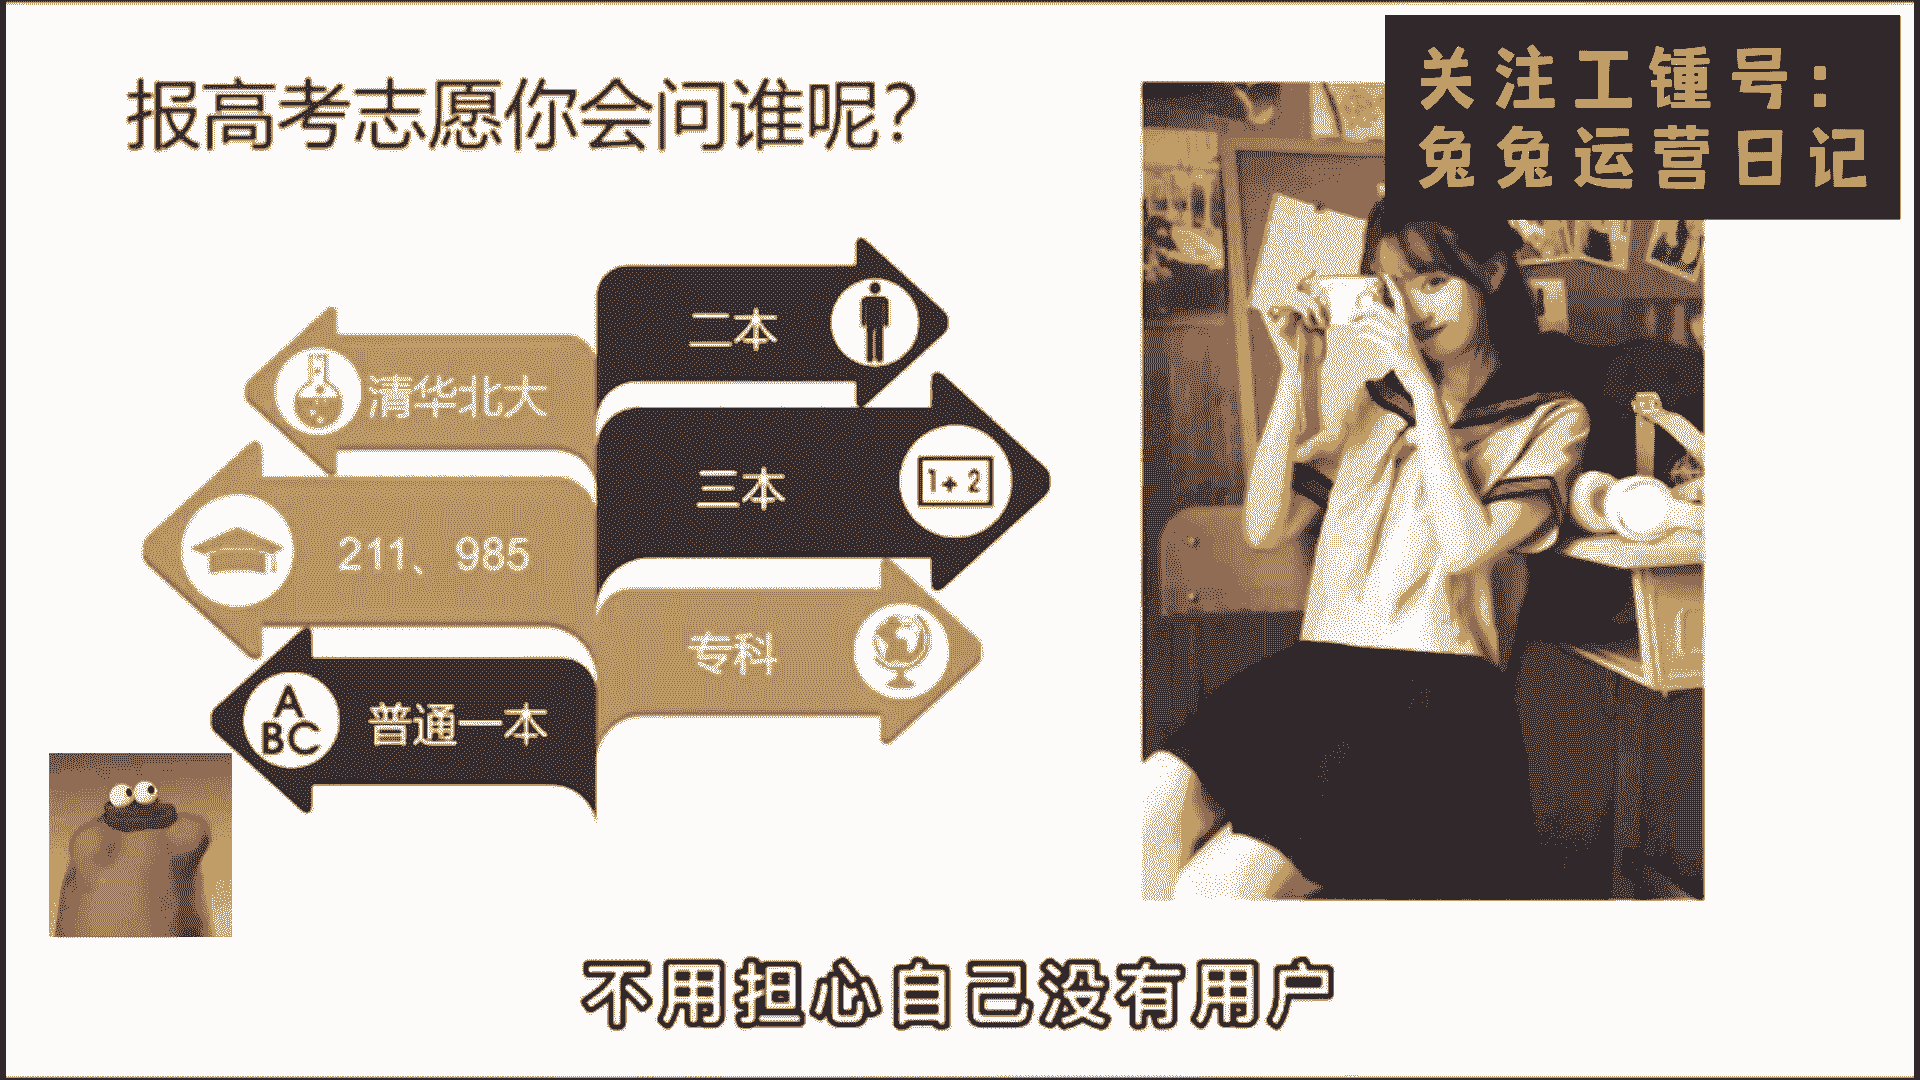 报高考志愿你会问谁呢？
关注工锺号：
兔兔运营日记
清华北大
211、985
普通一本
二本
三本
专科
1+2
A
BC
不用担心自己没有用户